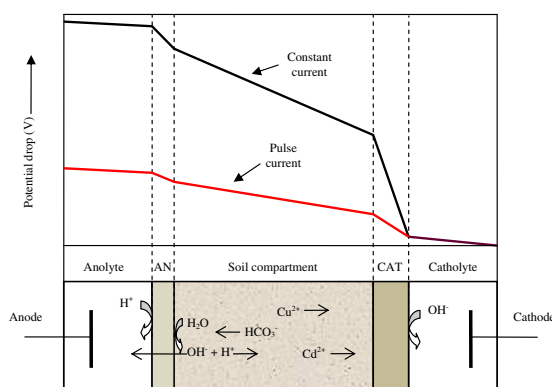 Potential drop (V)
Constant
current
Pulse
current
Anolyte
AN
Soil compartment
CAT
Catholyte
Anode
H⁺
H₂O
HCO₃⁻
OH⁻ + H⁺
Cu²⁺
Cd²⁺
OH⁻
Cathode